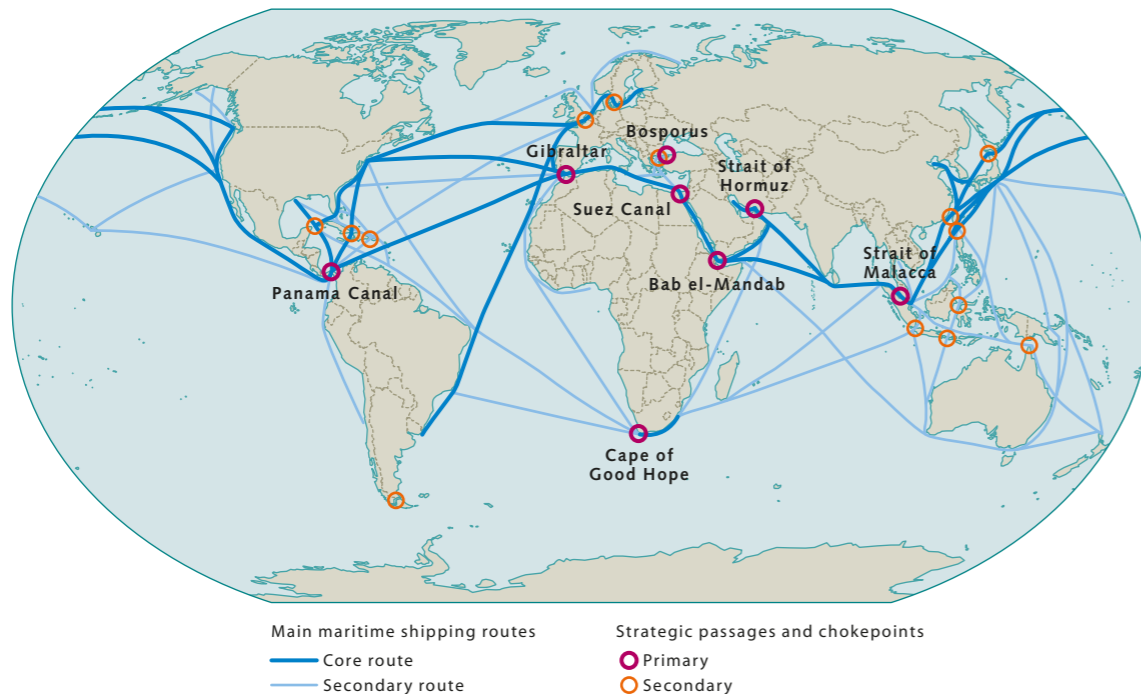 Bosporus
Gibraltar
Strait of
Hormuz
Suez Canal
Strait of
Malacca
Bab el-Mandab
Panama Canal
Cape of
Good Hope
Main maritime shipping routes
Core route
Secondary route
Strategic passages and chokepoints
Primary
Secondary